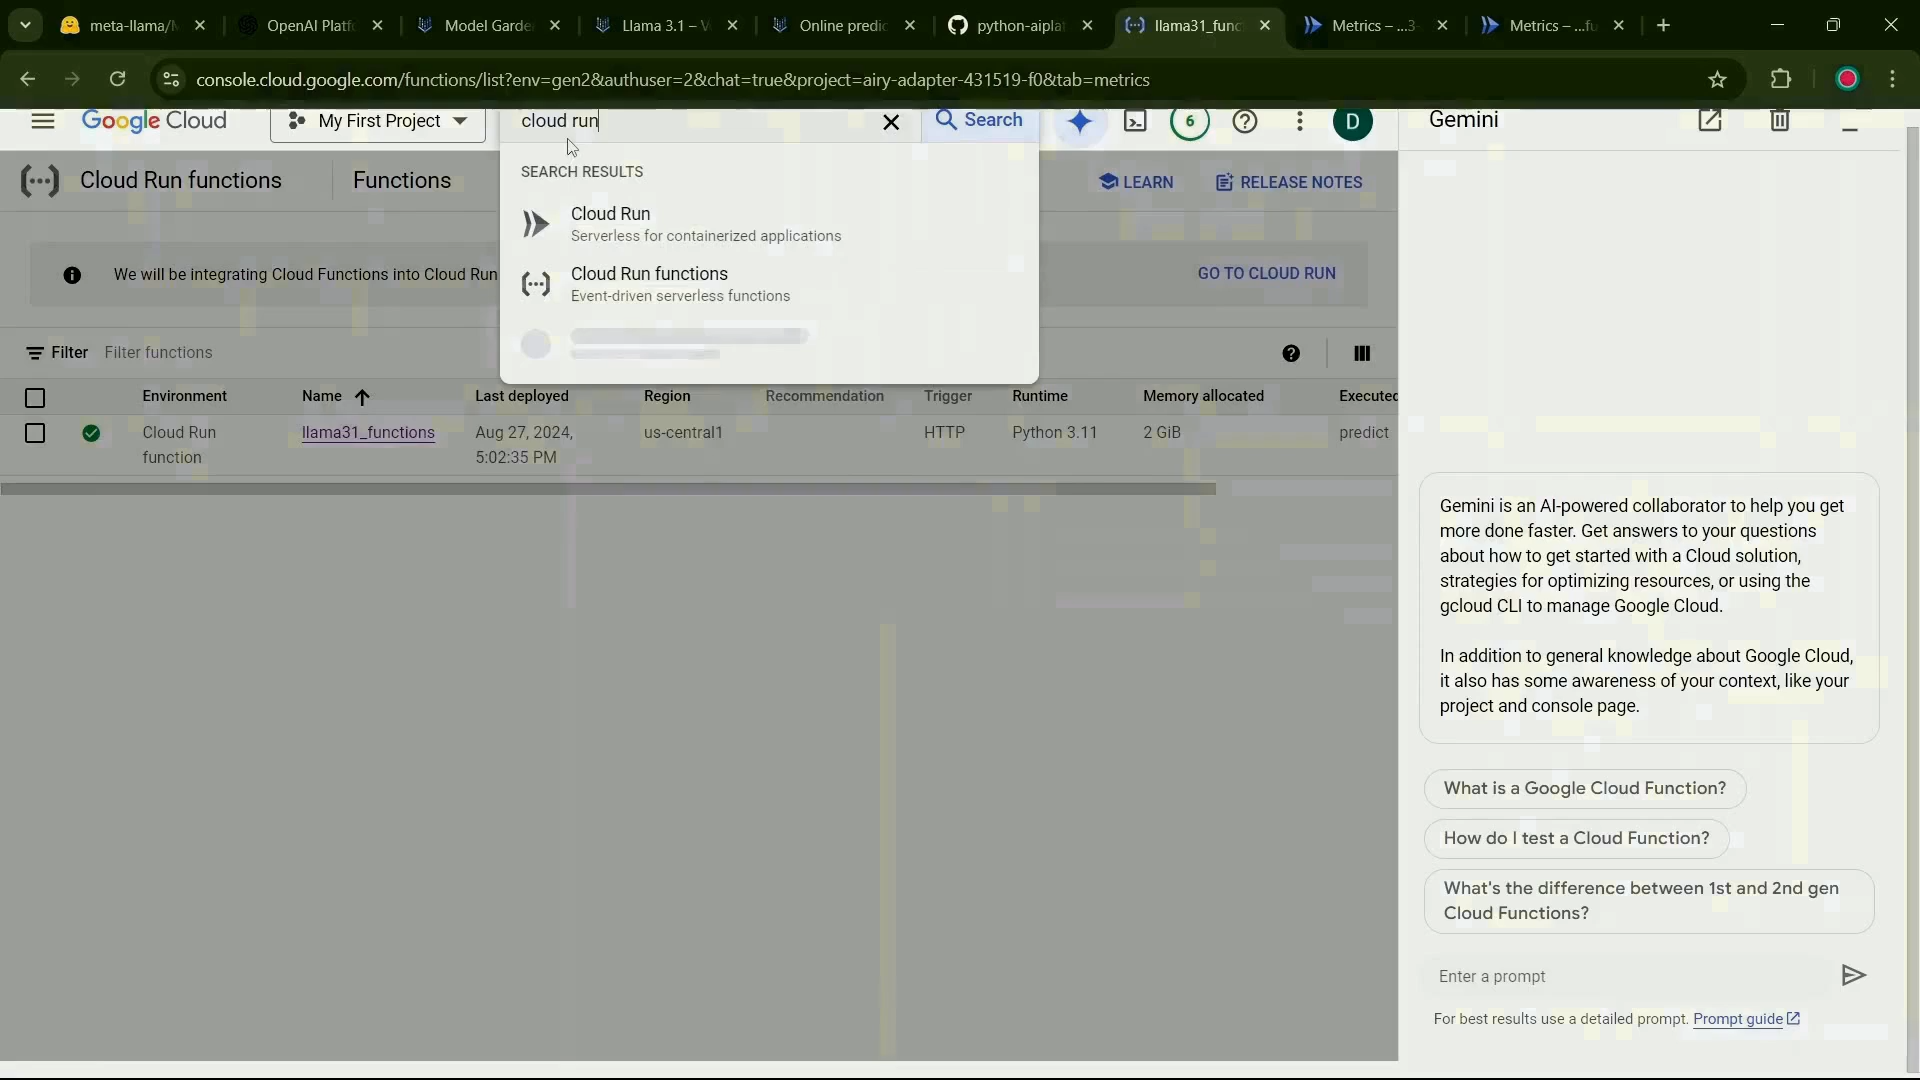 meta-llama/
OpenAI Platf
Model Garde
Llama 3.1 – V
Online predic
python-aiplat
llama31_func
Metrics – ...3-
Metrics – ...fu
console.cloud.google.com/functions/list?env=gen2&authuser=2&chat=true&project=airy-adapter-431519-f0&tab=metrics
Google Cloud
My First Project
cloud run
Search
6
D
Gemini
Cloud Run functions
Functions
LEARN
RELEASE NOTES
SEARCH RESULTS
Cloud Run
Serverless for containerized applications
Cloud Run functions
Event-driven serverless functions
We will be integrating Cloud Functions into Cloud Run
GO TO CLOUD RUN
Filter
Filter functions
Environment
Name
Last deployed
Region
Recommendation
Trigger
Runtime
Memory allocated
Executed
Cloud Run
function
llama31_functions
Aug 27, 2024,
5:02:35 PM
us-central1
HTTP
Python 3.11
2 GiB
predict
Gemini is an AI-powered collaborator to help you get
more done faster. Get answers to your questions
about how to get started with a Cloud solution,
strategies for optimizing resources, or using the
gcloud CLI to manage Google Cloud.
In addition to general knowledge about Google Cloud,
it also has some awareness of your context, like your
project and console page.
What is a Google Cloud Function?
How do I test a Cloud Function?
What's the difference between 1st and 2nd gen
Cloud Functions?
Enter a prompt
For best results use a detailed prompt. Prompt guide